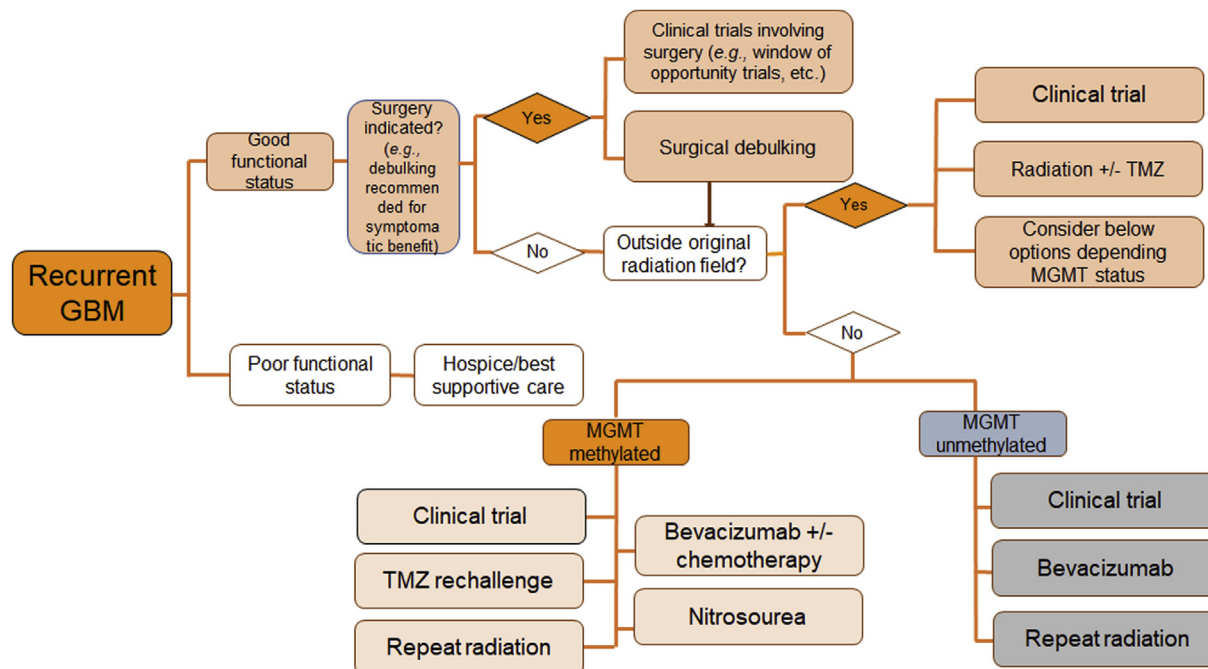 Clinical trials involving
surgery (e.g., window of
opportunity trials, etc.)
Surgery
indicated?
(e.g.,
debulking
recommen
ded for
symptoma
tic benefit)
Good
functional
status
Yes
Surgical debulking
Clinical trial
Radiation +/- TMZ
Yes
Consider below
options depending
MGMT status
No
Outside original
radiation field?
Recurrent
GBM
No
Poor functional
status
Hospice/best
supportive care
MGMT
methylated
MGMT
unmethylated
Clinical trial
TMZ rechallenge
Repeat radiation
Bevacizumab +/-
chemotherapy
Nitrosourea
Clinical trial
Bevacizumab
Repeat radiation